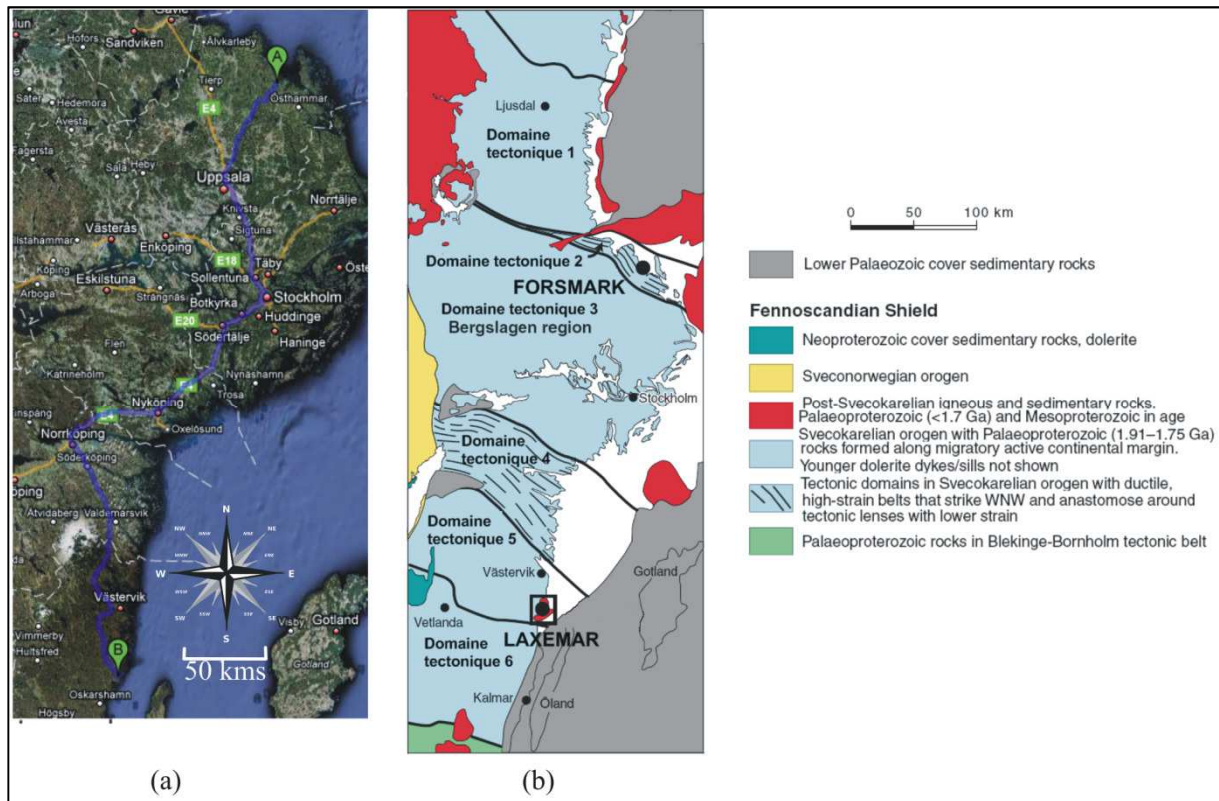 Gävle
Sandviken
Hofors
Älvkarleby
A
Tierp
Östhammar
Säter
Hedemora
E4
Avesta
Fagersta
Sala
Heby
Uppsala
Knivsta
Norrtälje
Västerås
Sigtuna
Enköping
E18
Täby
Köping
Eskilstuna
Sollentuna
Arboga
Strängnäs
Stockholm
Botkyrka
Huddinge
E20
Södertälje
Haninge
Flen
Katrineholm
Nynäshamn
Trosa
Nyköping
Oxelösund
Norrköping
Söderköping
Åtvidaberg
Valdemarsvik
N
W
E
S
NW
NE
SW
SE
Västervik
Visby
Gotland
Gotland
Vimmerby
Hultsfred
B
50 kms
Oskarshamn
Högsby
(a)
Ljusdal
Domaine
tectonique 1
Domaine tectonique 2
FORSMARK
Domaine tectonique 3
Bergslagen region
Stockholm
Domaine
tectonique 4
Domaine
tectonique 5
Västervik
Gotland
Vetlanda
LAXEMAR
Domaine
tectonique 6
Kalmar
Öland
(b)
0 50 100 km
Lower Palaeozoic cover sedimentary rocks
Fennoscandian Shield
Neoproterozoic cover sedimentary rocks, dolerite
Sveconorwegian orogen
Post-Svecokarelian igneous and sedimentary rocks.
Palaeoproterozoic (<1.7 Ga) and Mesoproterozoic in age
Svecokarelian orogen with Palaeoproterozoic (1.91–1.75 Ga)
rocks formed along migratory active continental margin.
Younger dolerite dykes/sills not shown
Tectonic domains in Svecokarelian orogen with ductile,
high-strain belts that strike WNW and anastomose around
tectonic lenses with lower strain
Palaeoproterozoic rocks in Blekinge-Bornholm tectonic belt